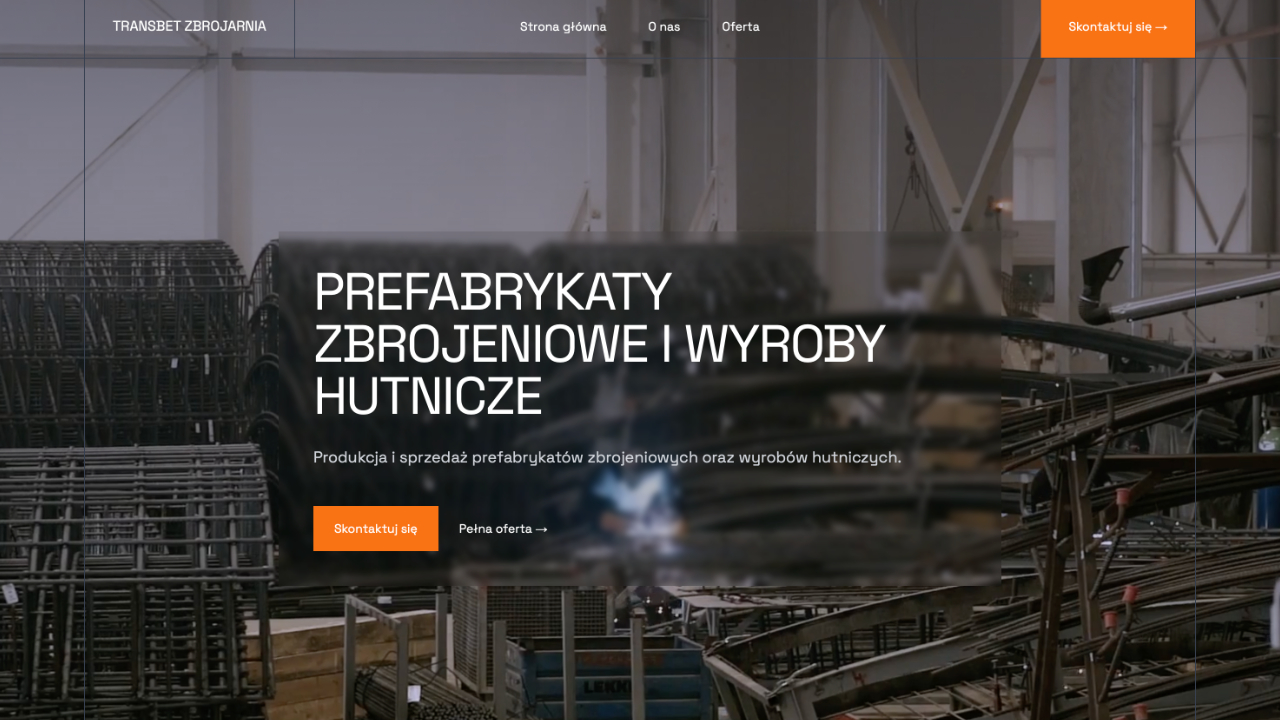 TRANSBET ZBROJARNIA
Strona główna
O nas
Oferta
Skontaktuj się →
PREFABRYKATY
ZBROJENIOWE I WYROBY
HUTNICZE
Produkcja i sprzedaż prefabrykatów zbrojeniowych oraz wyrobów hutniczych.
Skontaktuj się
Pełna oferta →